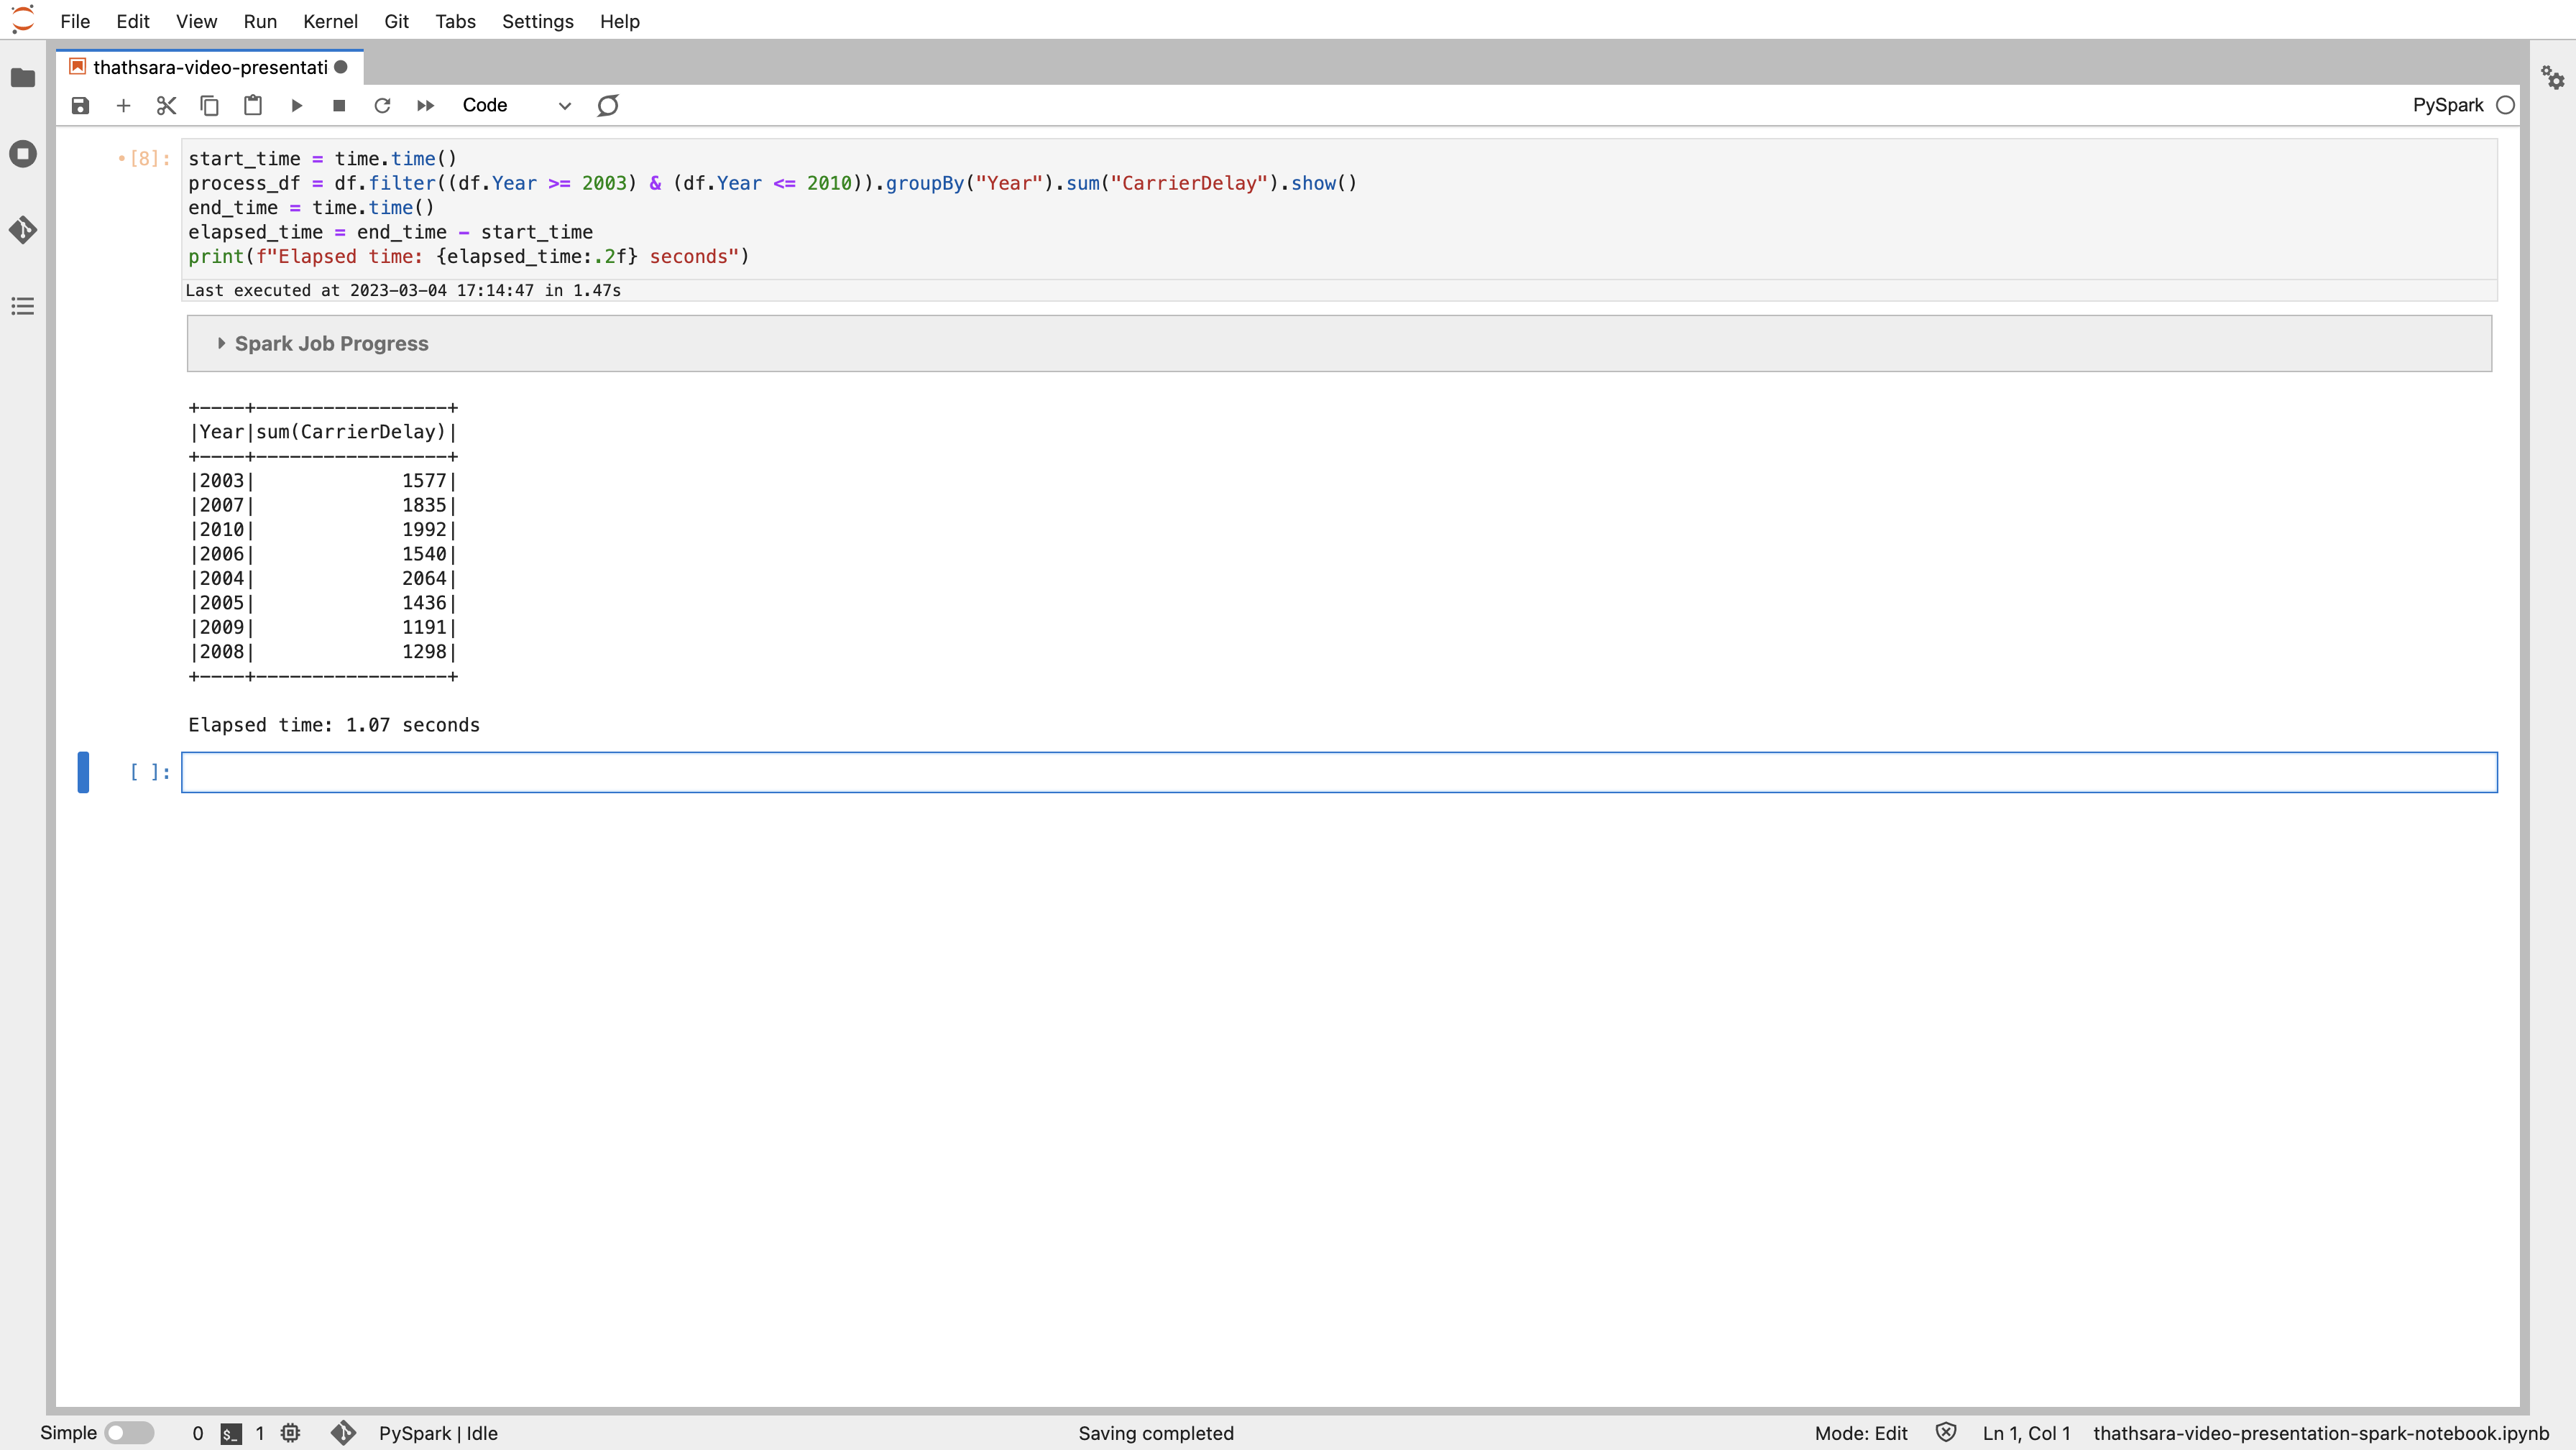 File Edit View Run Kernel Git Tabs Settings Help
thathsara-video-presentati
Code
PySpark
[8]:
start_time = time.time()
process_df = df.filter((df.Year >= 2003) & (df.Year <= 2010)).groupBy("Year").sum("CarrierDelay").show()
end_time = time.time()
elapsed_time = end_time - start_time
print(f"Elapsed time: {elapsed_time:.2f} seconds")
Last executed at 2023-03-04 17:14:47 in 1.47s
Spark Job Progress
+----+-----------------+
|Year|sum(CarrierDelay)|
+----+-----------------+
|2003|             1577|
|2007|             1835|
|2010|             1992|
|2006|             1540|
|2004|             2064|
|2005|             1436|
|2009|             1191|
|2008|             1298|
+----+-----------------+
Elapsed time: 1.07 seconds
[ ]:
Simple 0 $_ 1 PySpark | Idle Saving completed Mode: Edit Ln 1, Col 1 thathsara-video-presentation-spark-notebook.ipynb